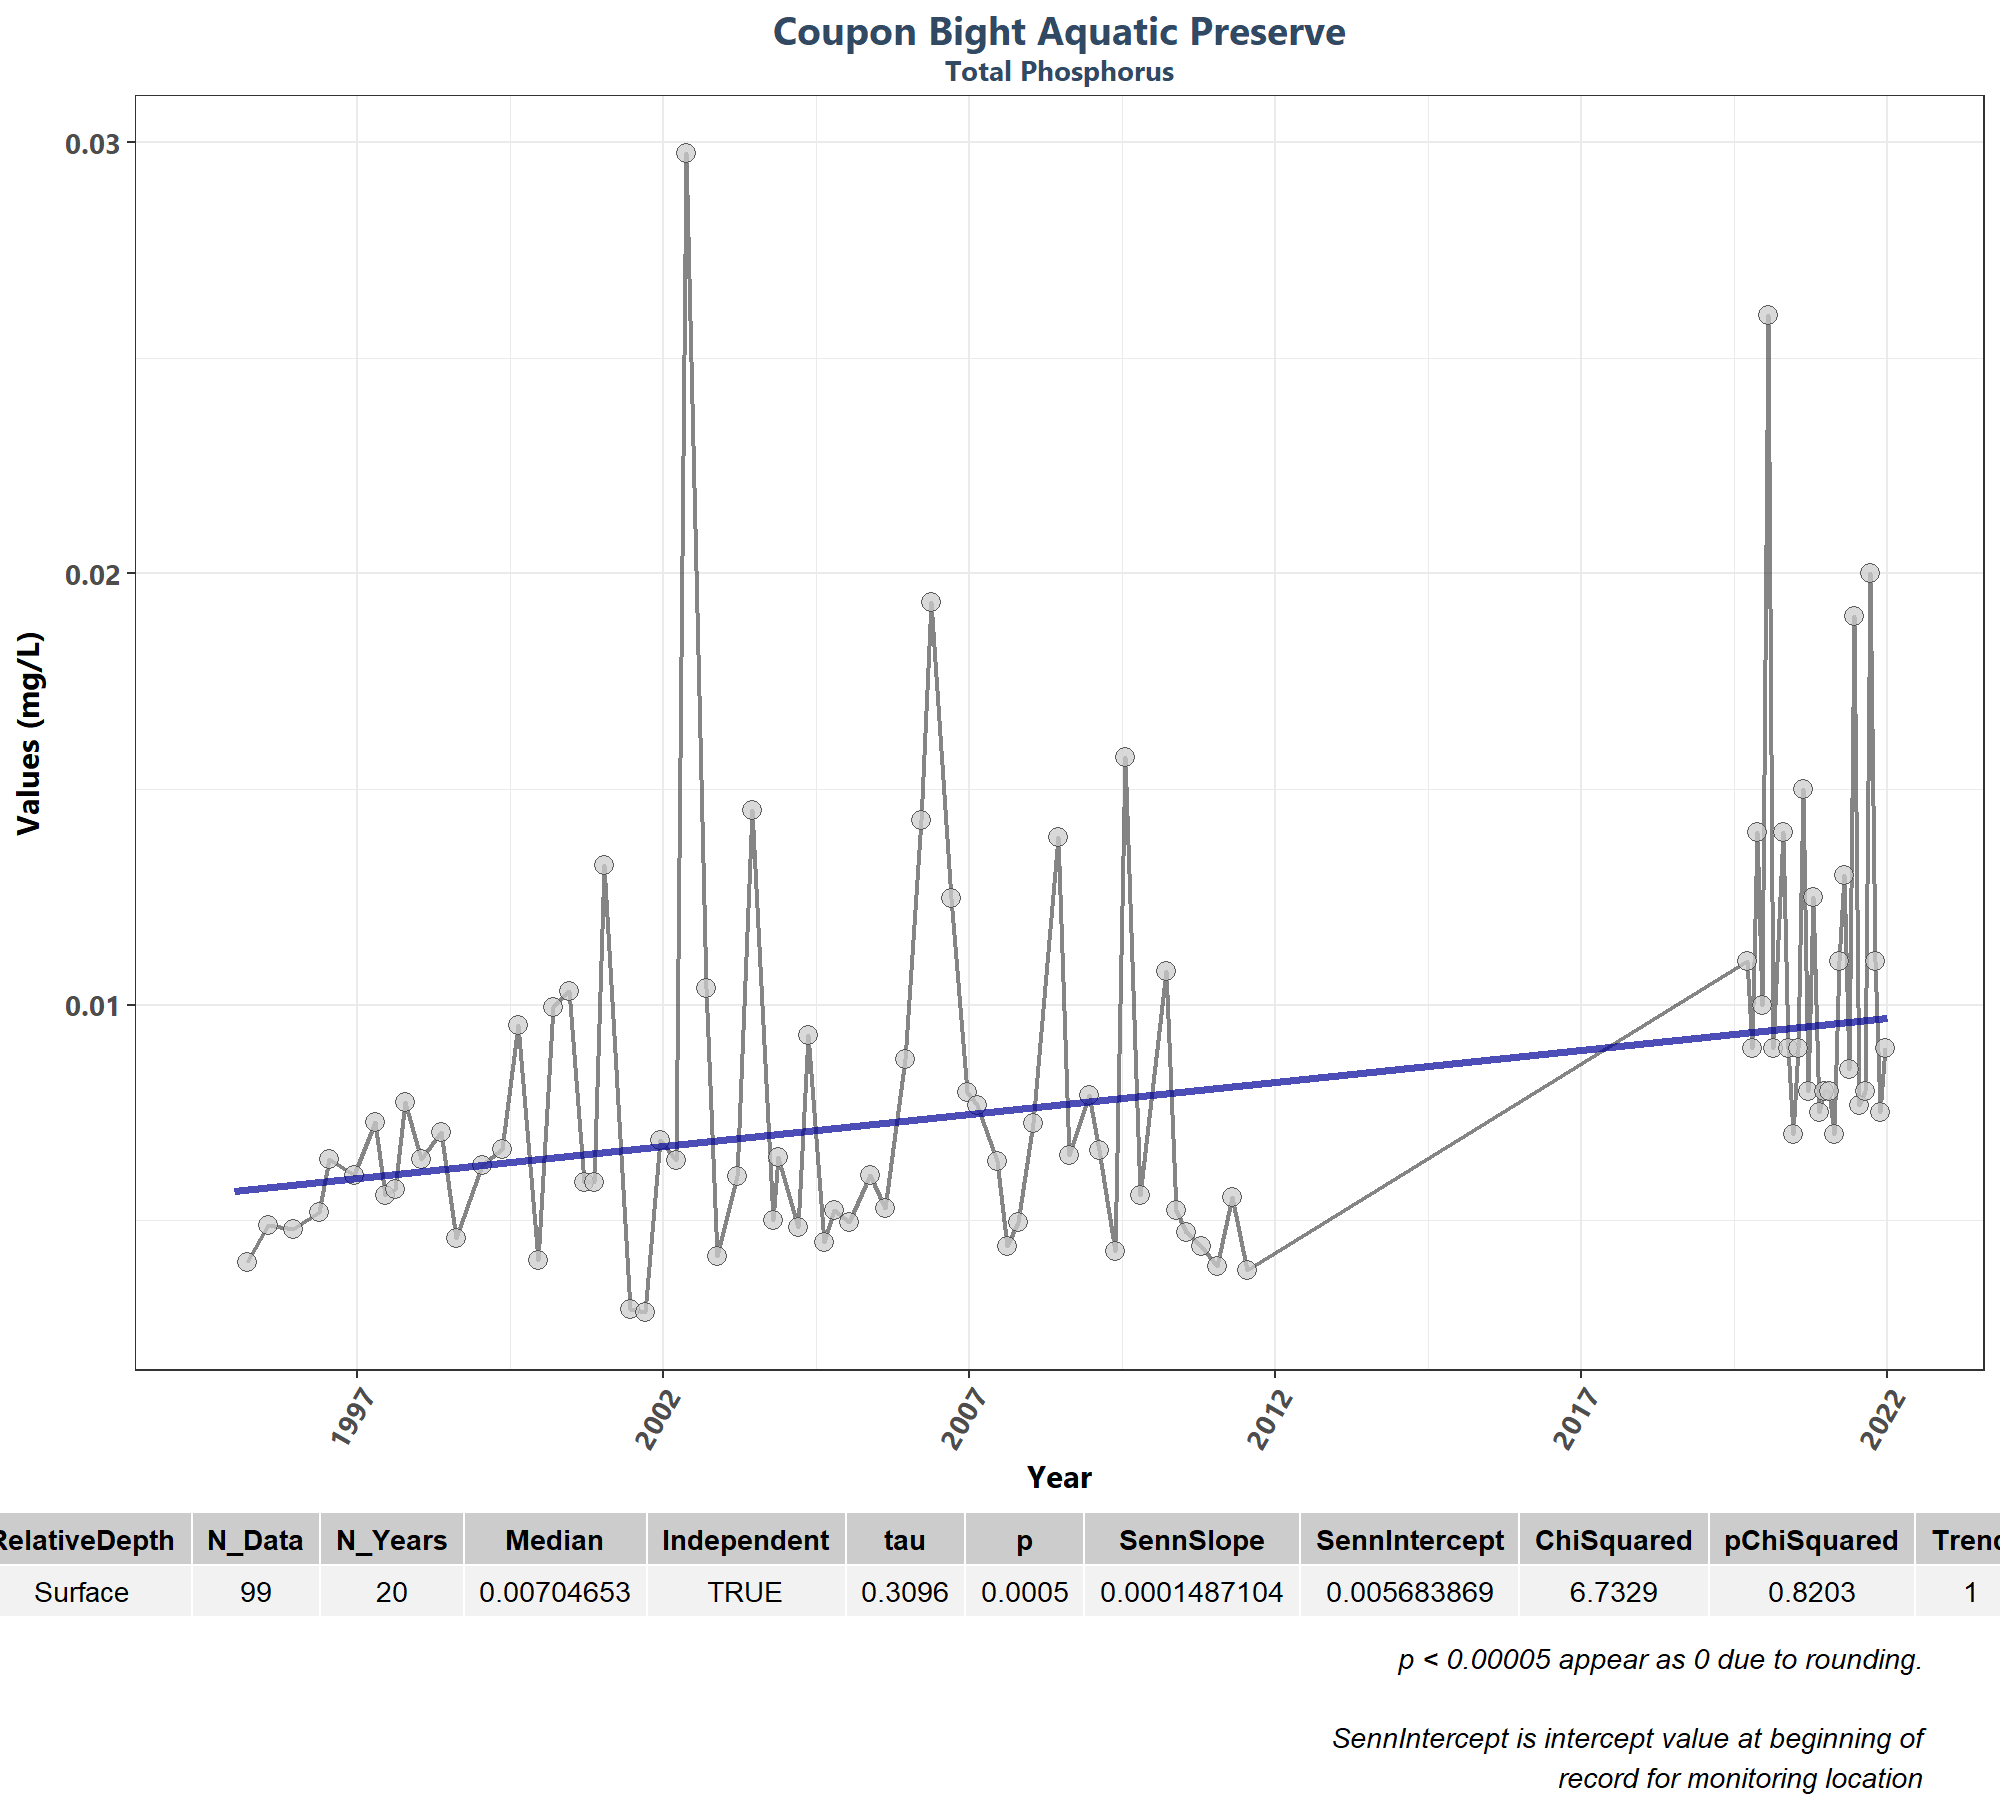 Coupon Bight Aquatic Preserve
Total Phosphorus
0.03
0.02
0.01
Values (mg/L)
1997 2002 2007 2012 2017 2022
Year
RelativeDepth N_Data N_Years Median Independent tau p SennSlope SennIntercept ChiSquared pChiSquared Trend
Surface 99 20 0.00704653 TRUE 0.3096 0.0005 0.0001487104 0.005683869 6.7329 0.8203 1
p < 0.00005 appear as 0 due to rounding.
SennIntercept is intercept value at beginning of
record for monitoring location